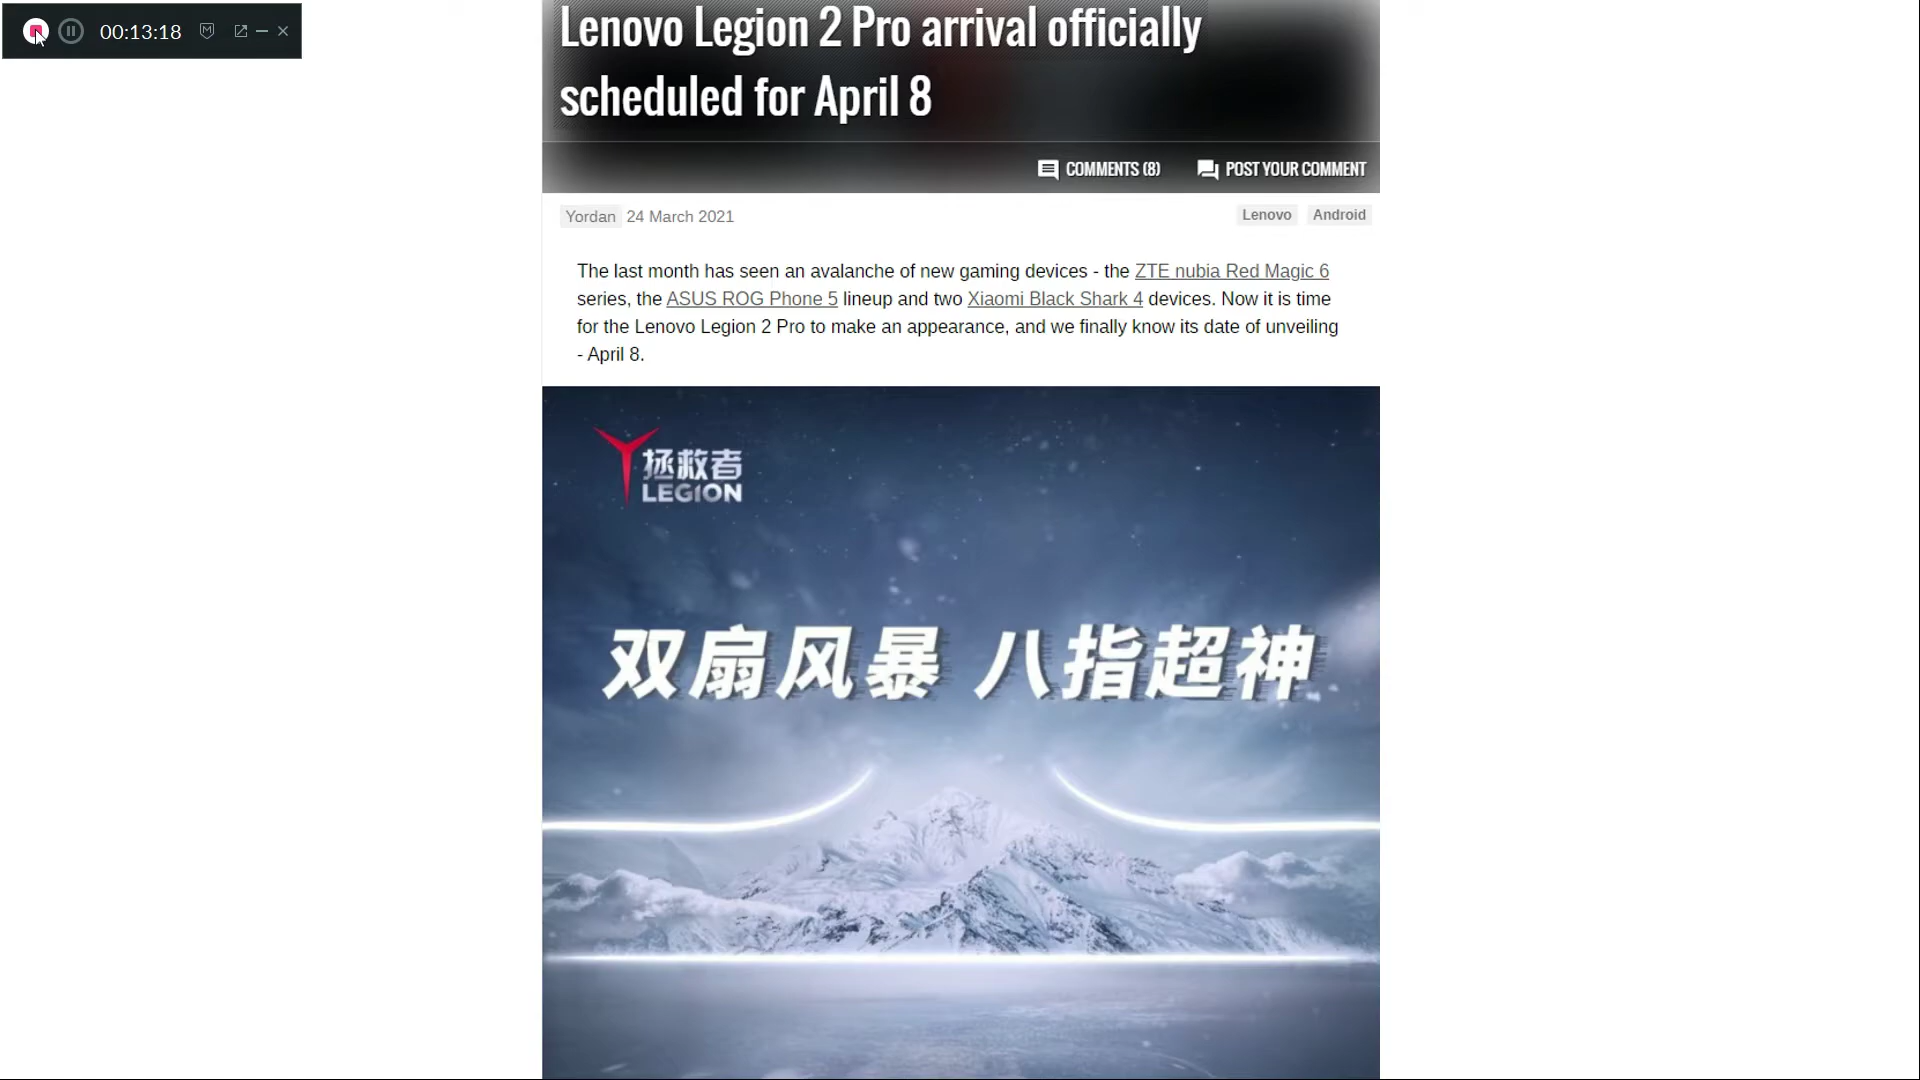 00:13:18
Lenovo Legion 2 Pro arrival officially
scheduled for April 8
COMMENTS (8) POST YOUR COMMENT
Yordan 24 March 2021 Lenovo Android
The last month has seen an avalanche of new gaming devices - the ZTE nubia Red Magic 6
series, the ASUS ROG Phone 5 lineup and two Xiaomi Black Shark 4 devices. Now it is time
for the Lenovo Legion 2 Pro to make an appearance, and we finally know its date of unveiling
- April 8.
拯救者
LEGION
双扇风暴 八指超神